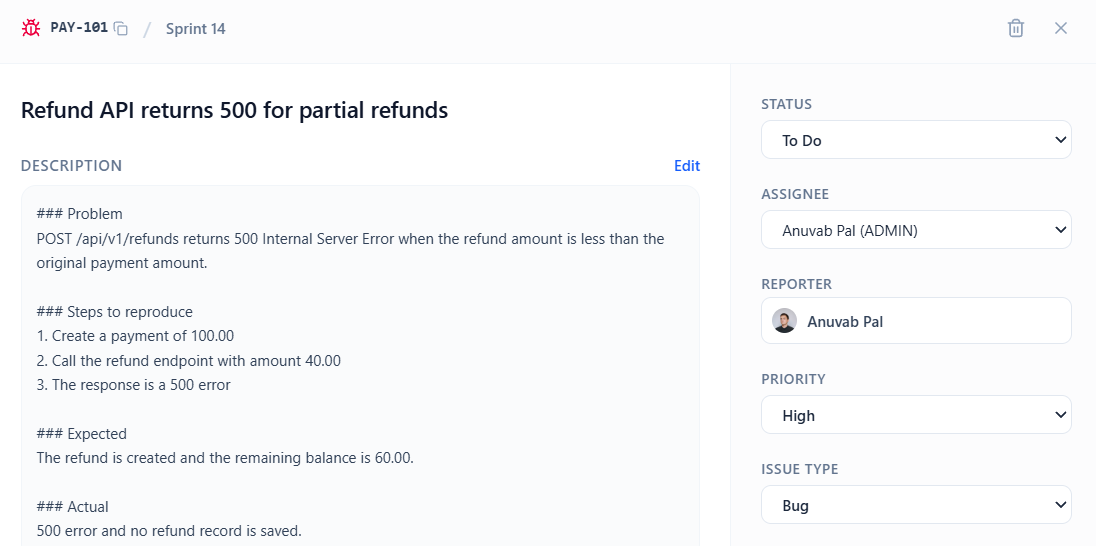 PAY-101 / Sprint 14
Refund API returns 500 for partial refunds
DESCRIPTION
Edit
### Problem
POST /api/v1/refunds returns 500 Internal Server Error when the refund amount is less than the
original payment amount.
### Steps to reproduce
1. Create a payment of 100.00
2. Call the refund endpoint with amount 40.00
3. The response is a 500 error
### Expected
The refund is created and the remaining balance is 60.00.
### Actual
500 error and no refund record is saved.
STATUS
To Do
ASSIGNEE
Anuvab Pal (ADMIN)
REPORTER
Anuvab Pal
PRIORITY
High
ISSUE TYPE
Bug